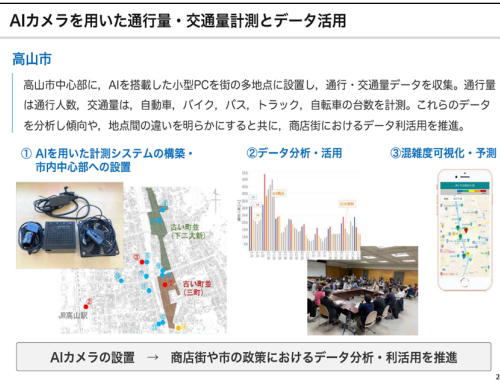 AIカメラを用いた通行量・交通量計測とデータ活用
高山市
高山市中心部に，AIを搭載した小型PCを街の多地点に設置し，通行・交通量データを収集。通行量
は通行人数，交通量は，自動車，バイク，バス，トラック，自転車の台数を計測。これらのデータ
を分析し傾向や，地点間の違いを明らかにすると共に，商店街におけるデータ利活用を推進。
① AIを用いた計測システムの構築・
市内中心部への設置
②データ分析・活用
③混雑度可視化・予測
古い町並
(下二大新)
古い町並
(三町)
JR高山駅
AIカメラの設置　→　商店街や市の政策におけるデータ分析・利活用を推進
2